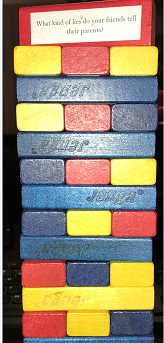 What kind of lies do your friends tell
their parents?
Jenga
Jenga
Jenga
Jenga
Jenga